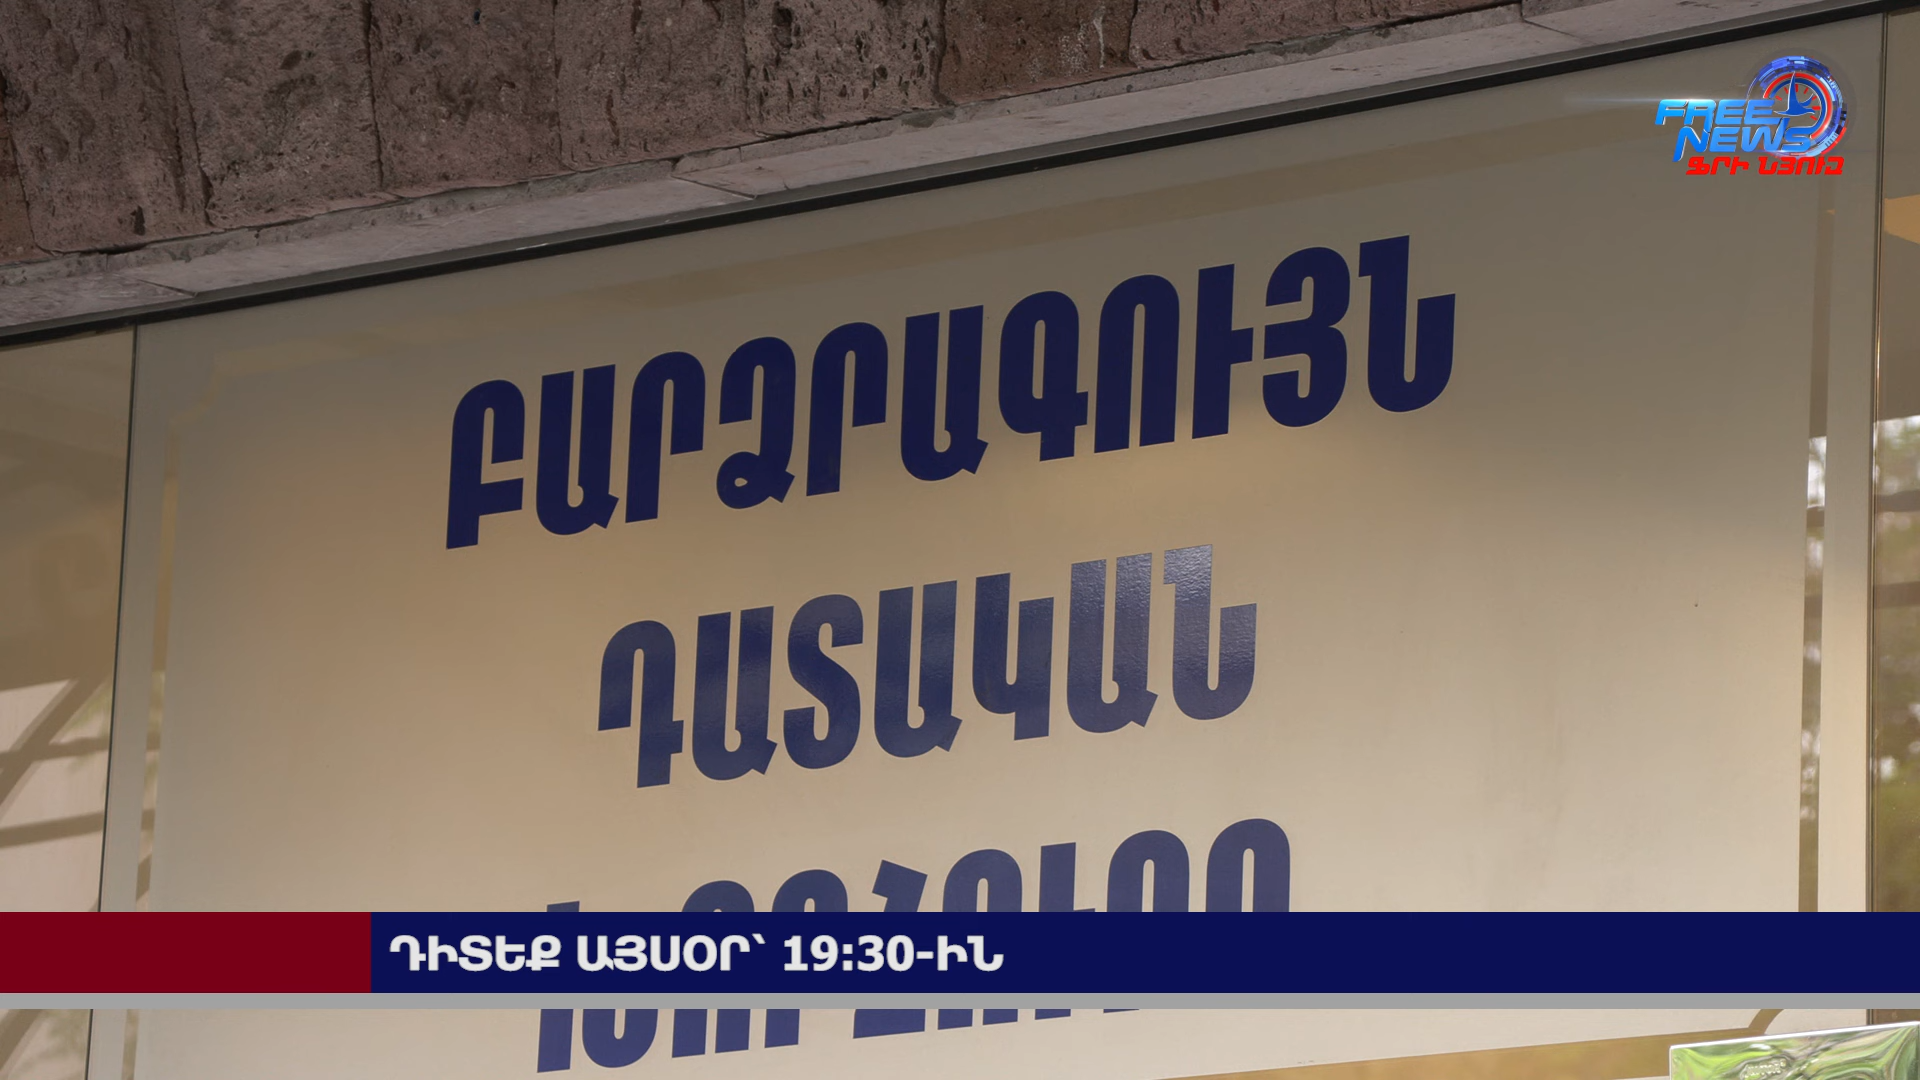 FREE
NEWS
ՖՐԻ ՆՅՈՒԶ
ԲԱՐՁՐԱԳՈՒՅՆ
ԴԱՏԱԿԱՆ
ԴԻՏԵՔ ԱՅՍՕՐ՝ 19:30-ԻՆ